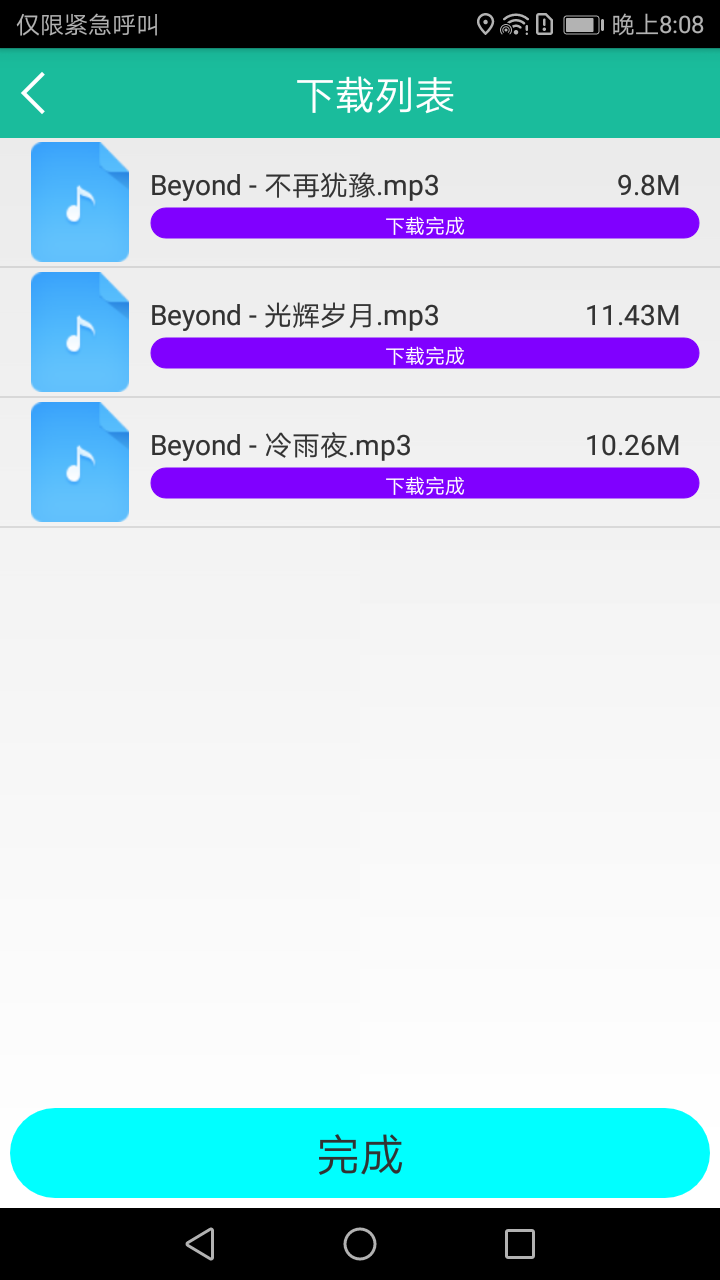 仅限紧急呼叫 晚上8:08
下载列表
Beyond - 不再犹豫.mp3 9.8M
下载完成
Beyond - 光辉岁月.mp3 11.43M
下载完成
Beyond - 冷雨夜.mp3 10.26M
下载完成
完成